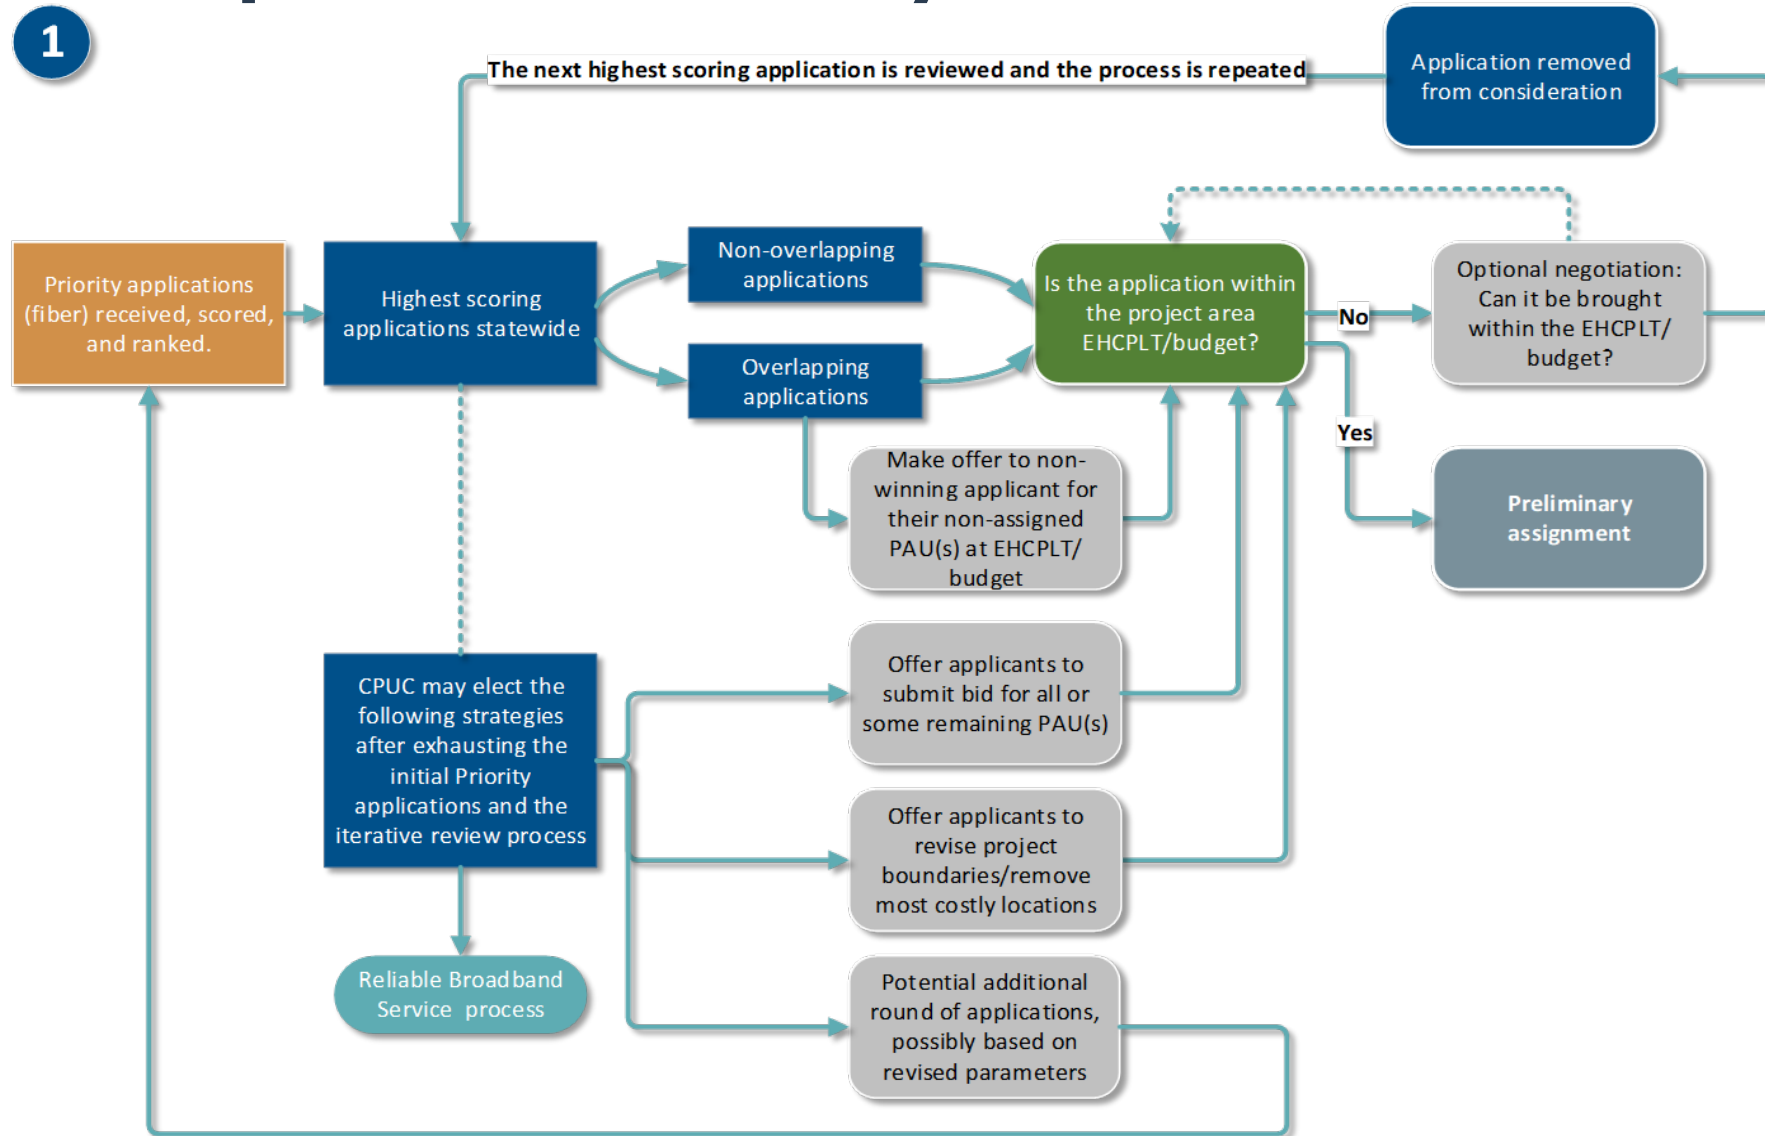 1
The next highest scoring application is reviewed and the process is repeated
Application removed
from consideration
Priority applications
(fiber) received, scored,
and ranked.
Highest scoring
applications statewide
Non-overlapping
applications
Overlapping
applications
Is the application within
the project area
EHCPLT/budget?
No
Yes
Optional negotiation:
Can it be brought
within the EHCPLT/
budget?
Make offer to non-
winning applicant for
their non-assigned
PAU(s) at EHCPLT/
budget
Preliminary
assignment
CPUC may elect the
following strategies
after exhausting the
initial Priority
applications and the
iterative review process
Offer applicants to
submit bid for all or
some remaining PAU(s)
Offer applicants to
revise project
boundaries/remove
most costly locations
Reliable Broadband
Service process
Potential additional
round of applications,
possibly based on
revised parameters